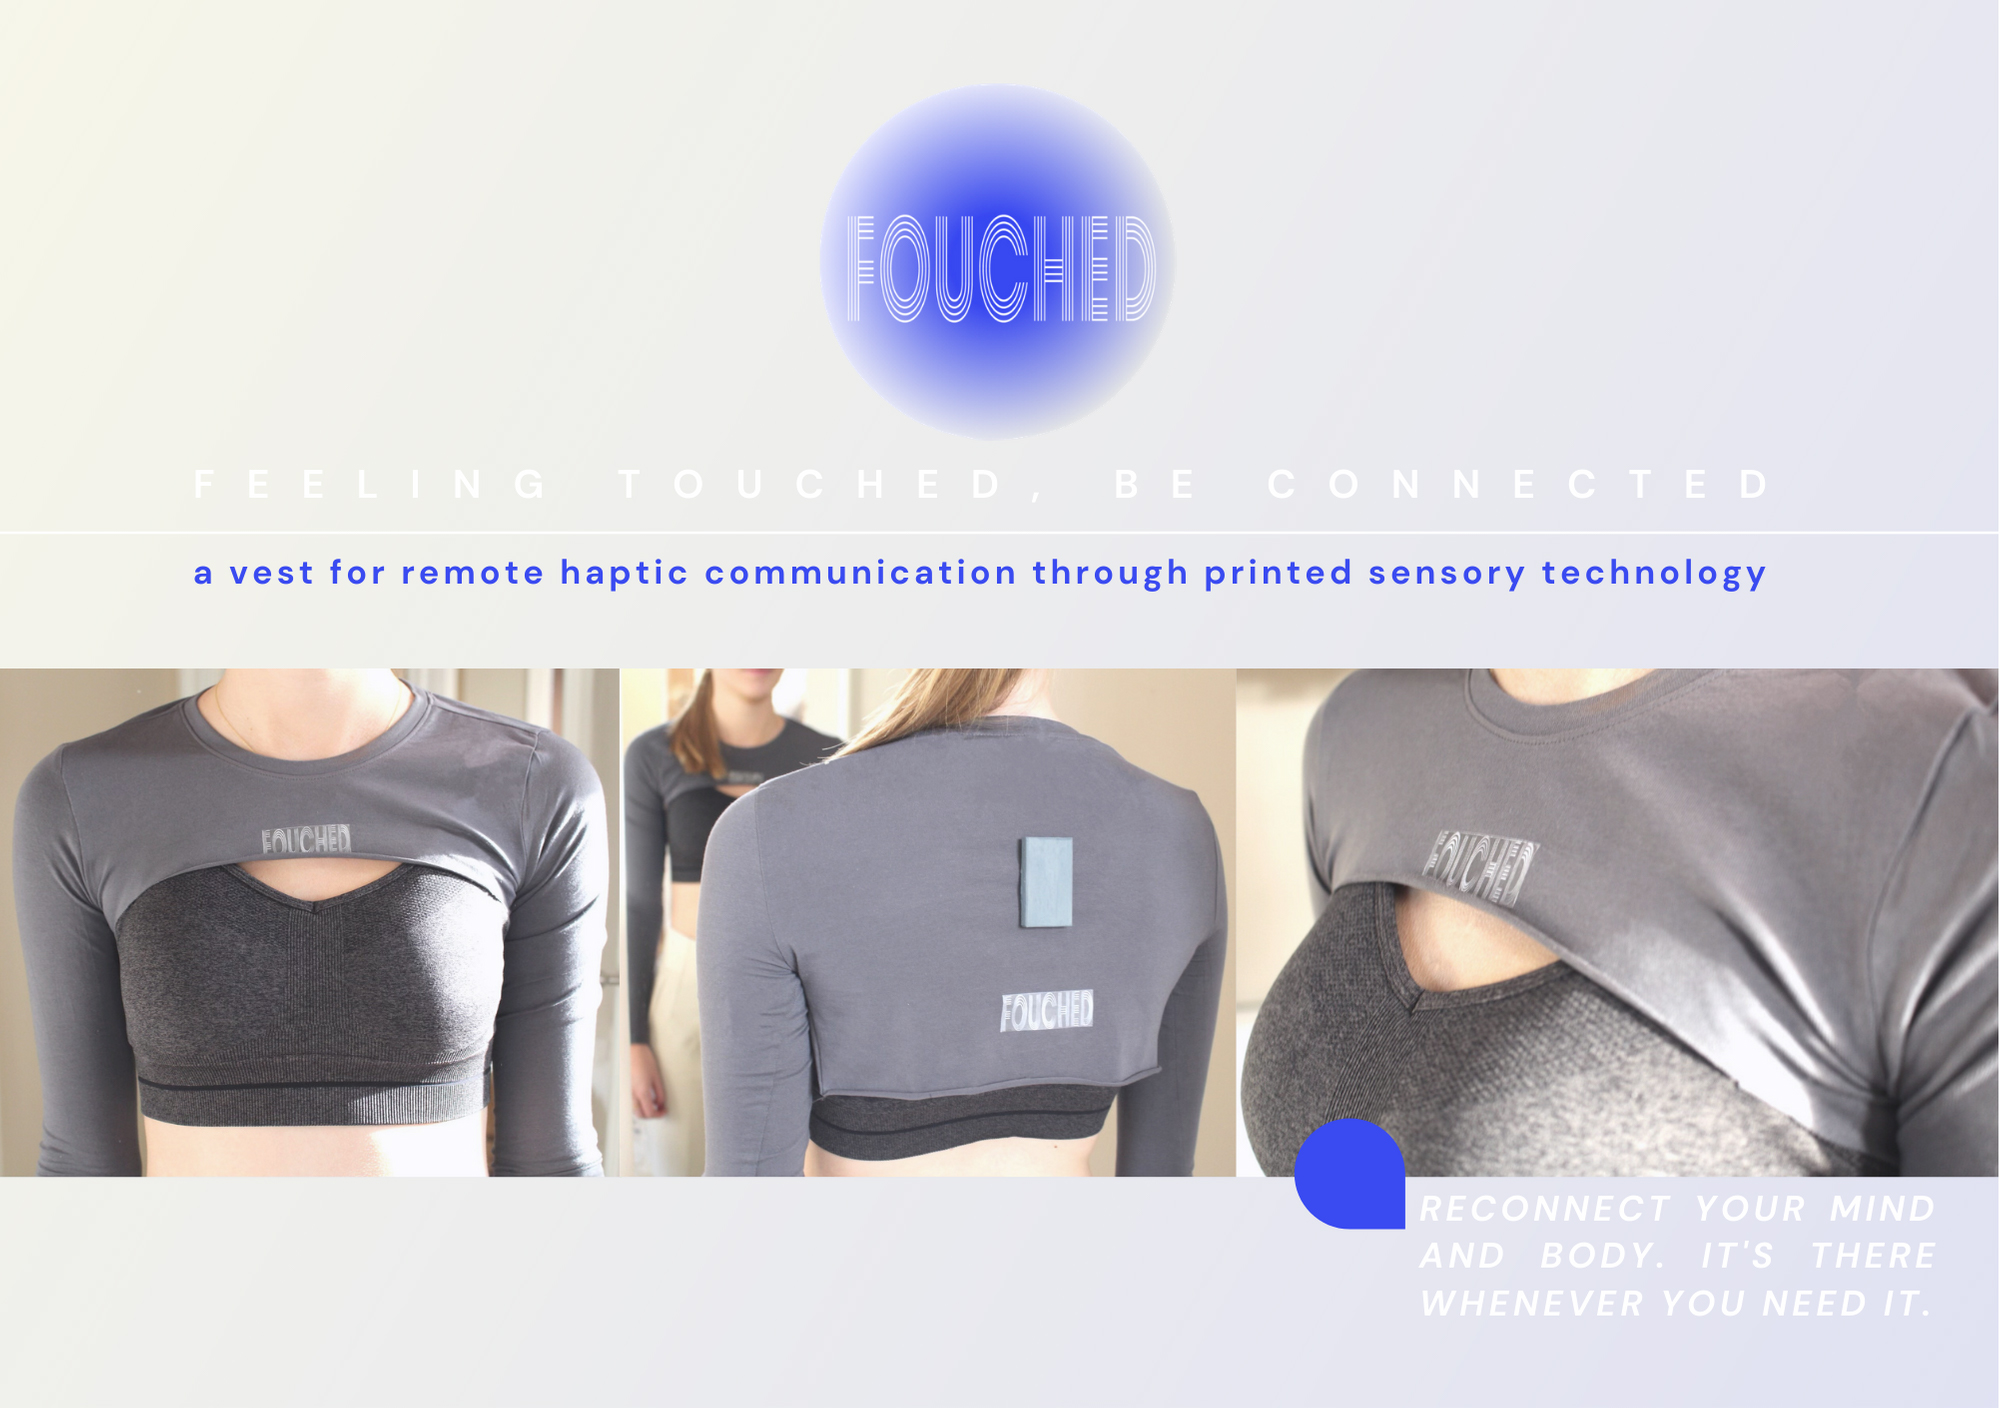 FOUCHED
FEELING TOUCHED, BE CONNECTED
a vest for remote haptic communication through printed sensory technology
FOUCHED
FOUCHED
FOUCHED
RECONNECT YOUR MIND
AND BODY. IT'S THERE
WHENEVER YOU NEED IT.